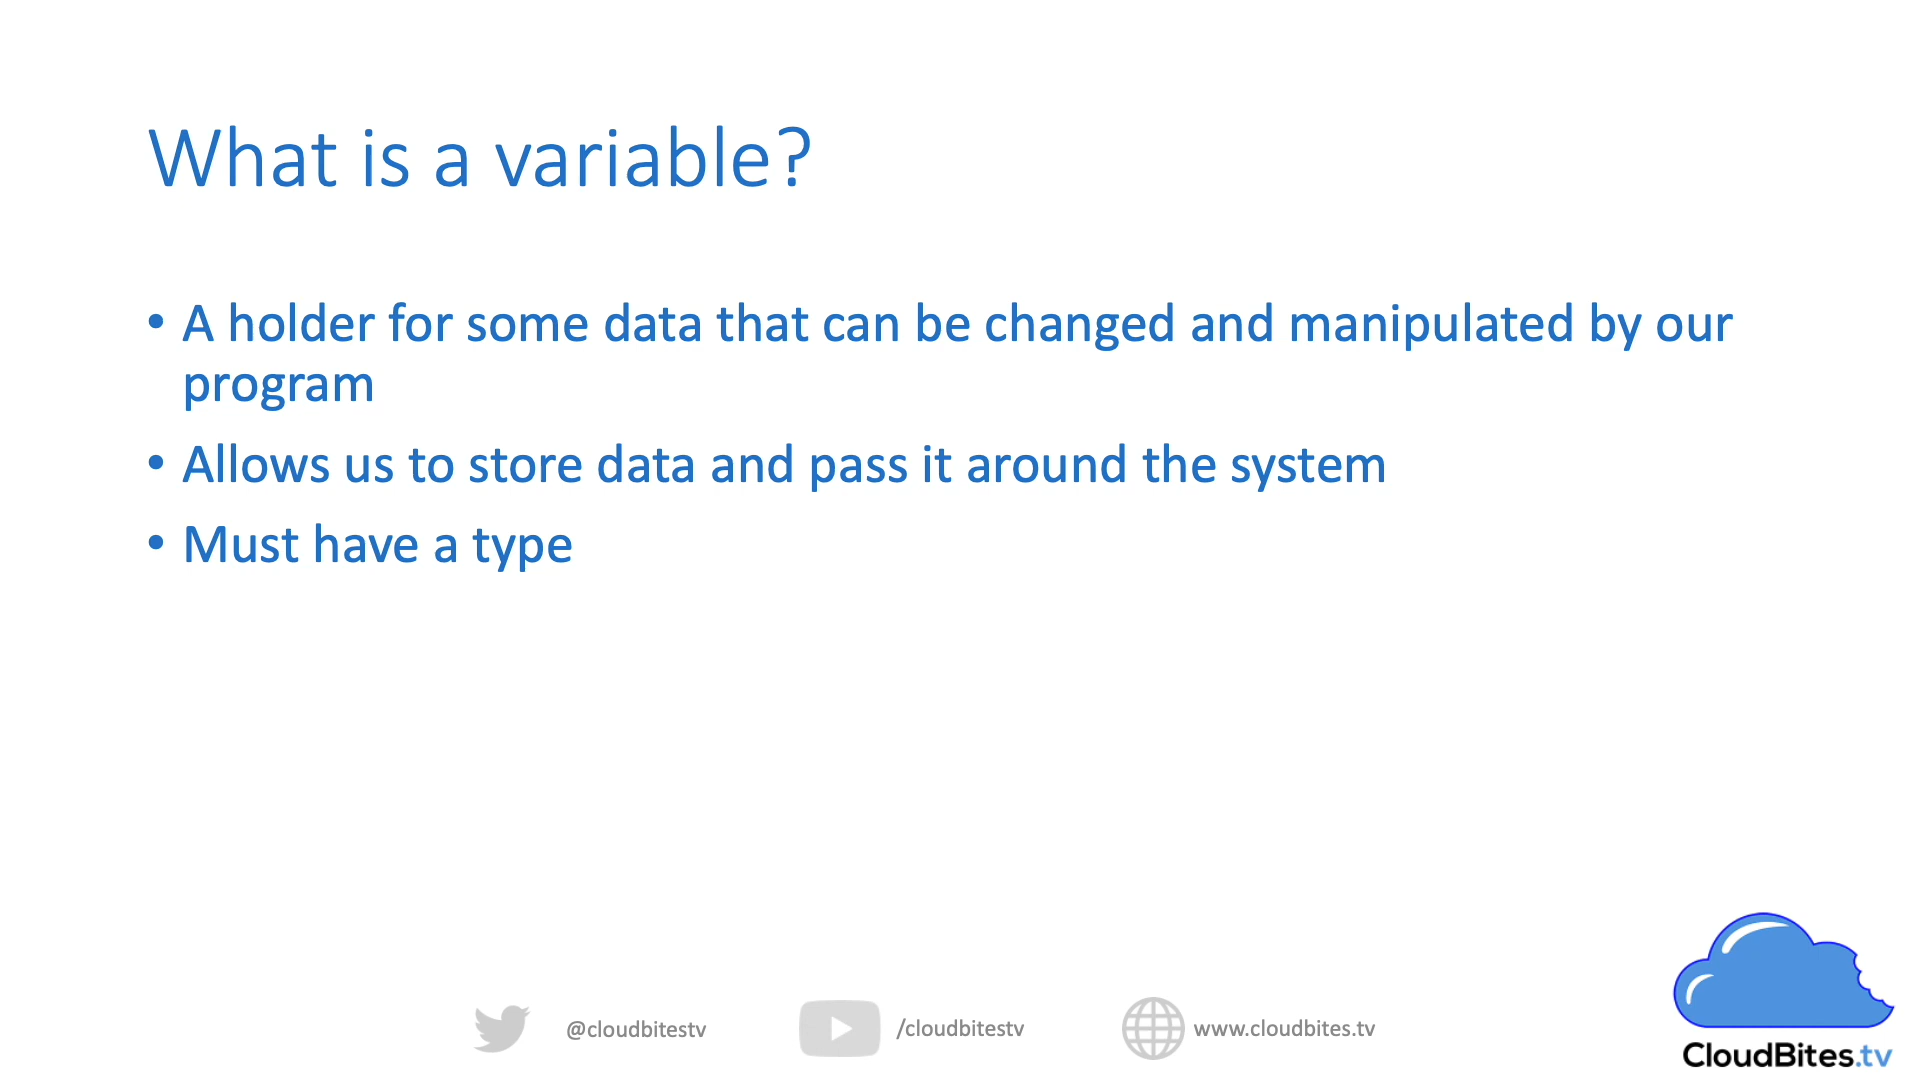 What is a variable?
• A holder for some data that can be changed and manipulated by our
program
• Allows us to store data and pass it around the system
• Must have a type
@cloudbitestv
/cloudbitestv
www.cloudbites.tv
CloudBites.tv